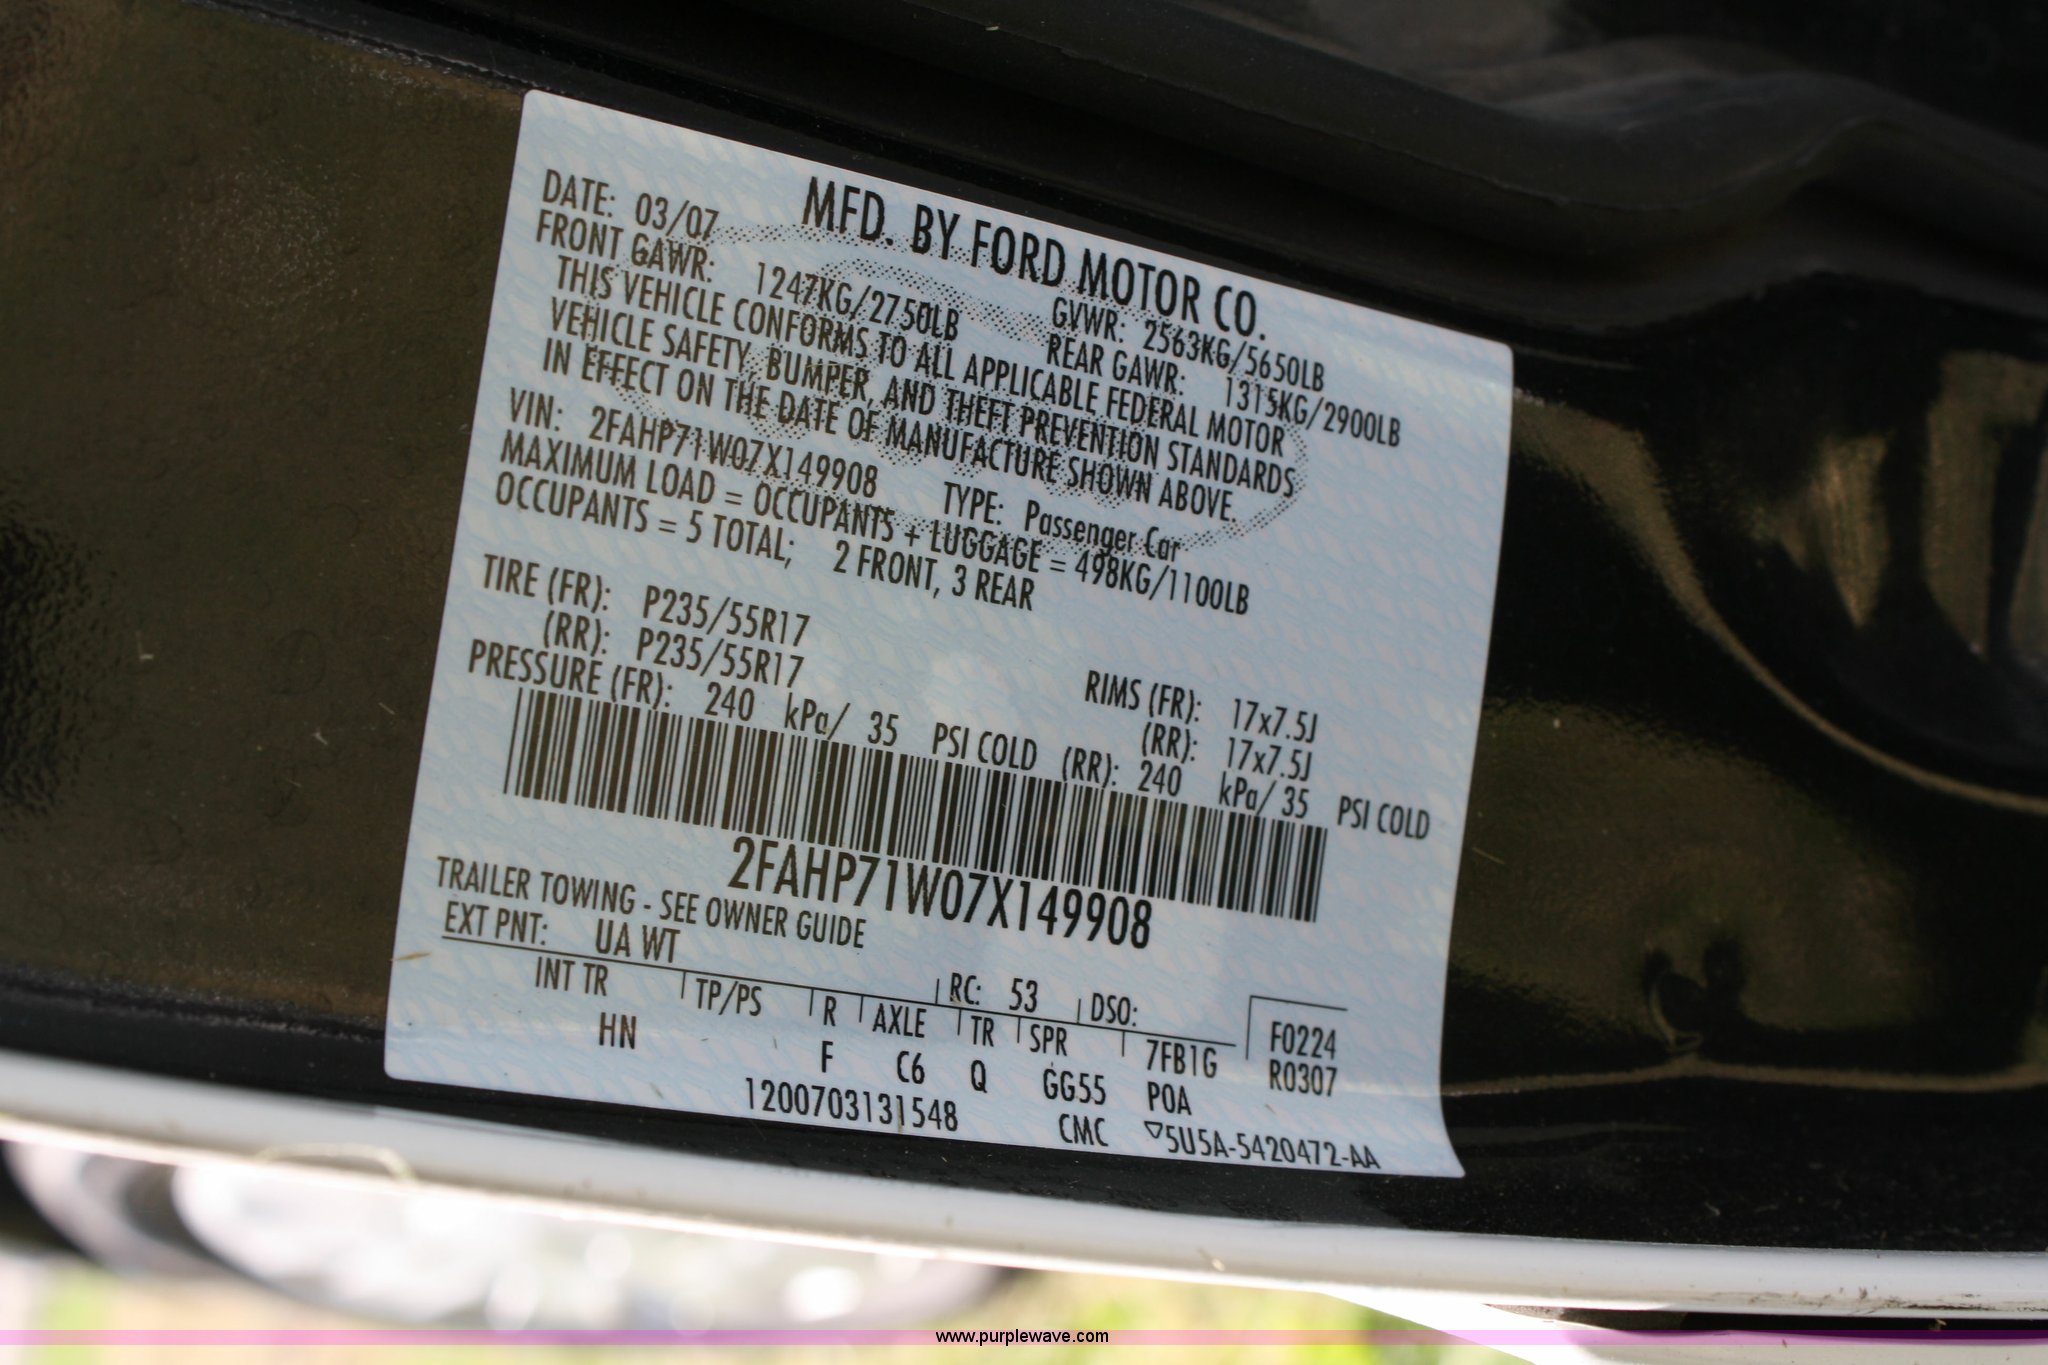 MFD. BY FORD MOTOR CO.
DATE: 03/07 GVWR: 2563KG/5650LB
FRONT GAWR: 1247KG/2750LB REAR GAWR: 1315KG/2900LB
THIS VEHICLE CONFORMS TO ALL APPLICABLE FEDERAL MOTOR
VEHICLE SAFETY, BUMPER, AND THEFT PREVENTION STANDARDS
IN EFFECT ON THE DATE OF MANUFACTURE SHOWN ABOVE.
VIN: 2FAHP71W07X149908 TYPE: Passenger Car
MAXIMUM LOAD = OCCUPANTS + LUGGAGE = 498KG/1100LB
OCCUPANTS = 5 TOTAL; 2 FRONT, 3 REAR
TIRE (FR): P235/55R17 RIMS (FR): 17x7.5J
(RR): P235/55R17 (RR): 17x7.5J
PRESSURE (FR): 240 kPa/ 35 PSI COLD (RR): 240 kPa/ 35 PSI COLD
2FAHP71W07X149908
TRAILER TOWING - SEE OWNER GUIDE
EXT PNT: UA WT RC: 53 DSO: F0224
INT TR TP/PS R AXLE TR SPR 7FB1G R0307
HN F C6 Q GG55 POA
1200703131548 CMC ▽5U5A-5420472-AA
www.purplewave.com